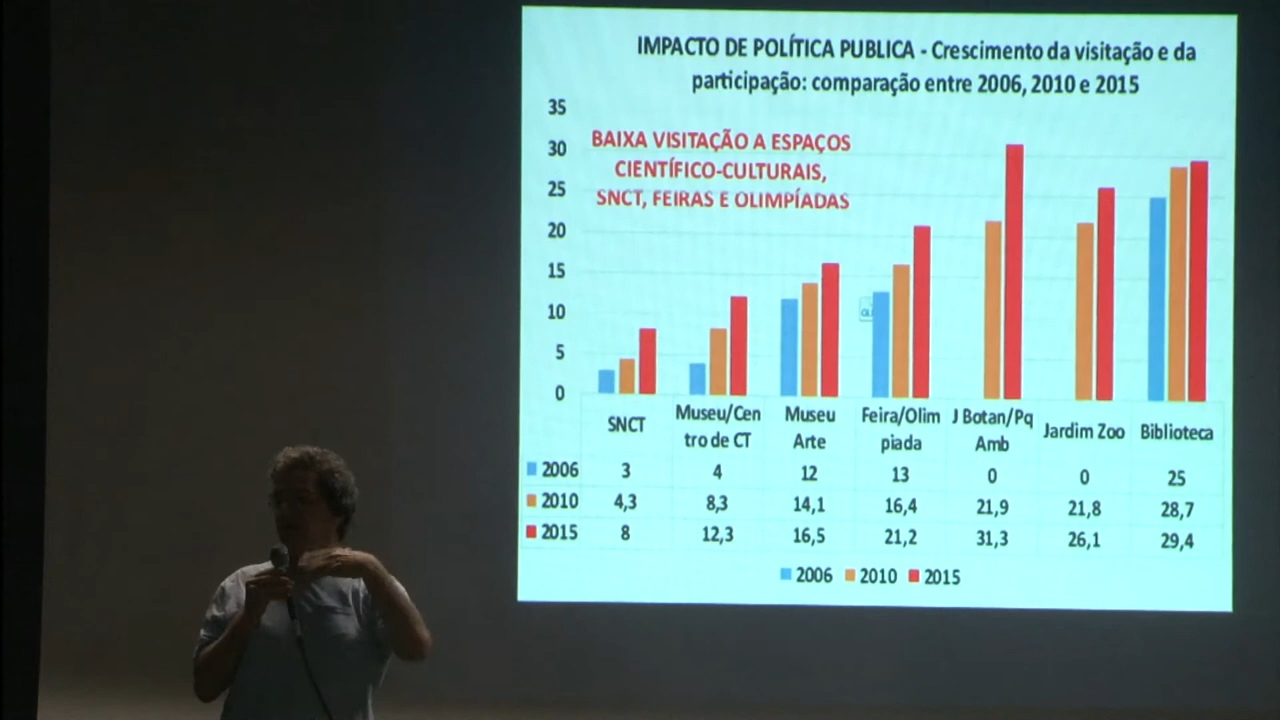 IMPACTO DE POLÍTICA PUBLICA - Crescimento da visitação e da
participação: comparação entre 2006, 2010 e 2015
35
30
25
20
15
10
5
0
BAIXA VISITAÇÃO A ESPAÇOS
CIENTÍFICO-CULTURAIS,
SNCT, FEIRAS E OLIMPÍADAS
SNCT Museu/Cen Museu Feira/Olim J Botan/Pq Jardim Zoo Biblioteca
tro de CT Arte piada Amb
2006 3 4 12 13 0 0 25
2010 4,3 8,3 14,1 16,4 21,9 21,8 28,7
2015 8 12,3 16,5 21,2 31,3 26,1 29,4
2006 2010 2015